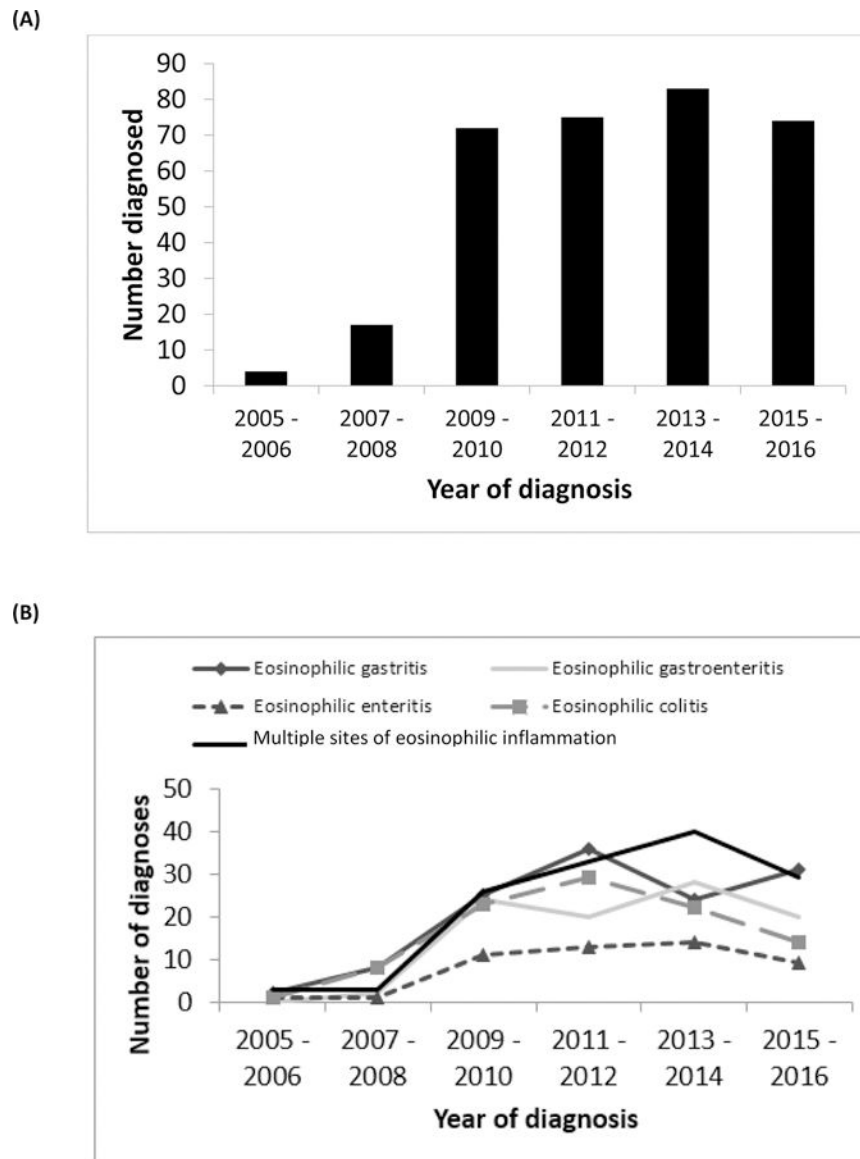 (A)
90
80
70
60
50
40
30
20
10
0
Number diagnosed
2005 - 2007 - 2009 - 2011 - 2013 - 2015 -
2006 2008 2010 2012 2014 2016
Year of diagnosis
(B)
Eosinophilic gastritis Eosinophilic gastroenteritis
Eosinophilic enteritis Eosinophilic colitis
Multiple sites of eosinophilic inflammation
50
40
30
20
10
0
Number of diagnoses
2005 - 2007 - 2009 - 2011 - 2013 - 2015 -
2006 2008 2010 2012 2014 2016
Year of diagnosis